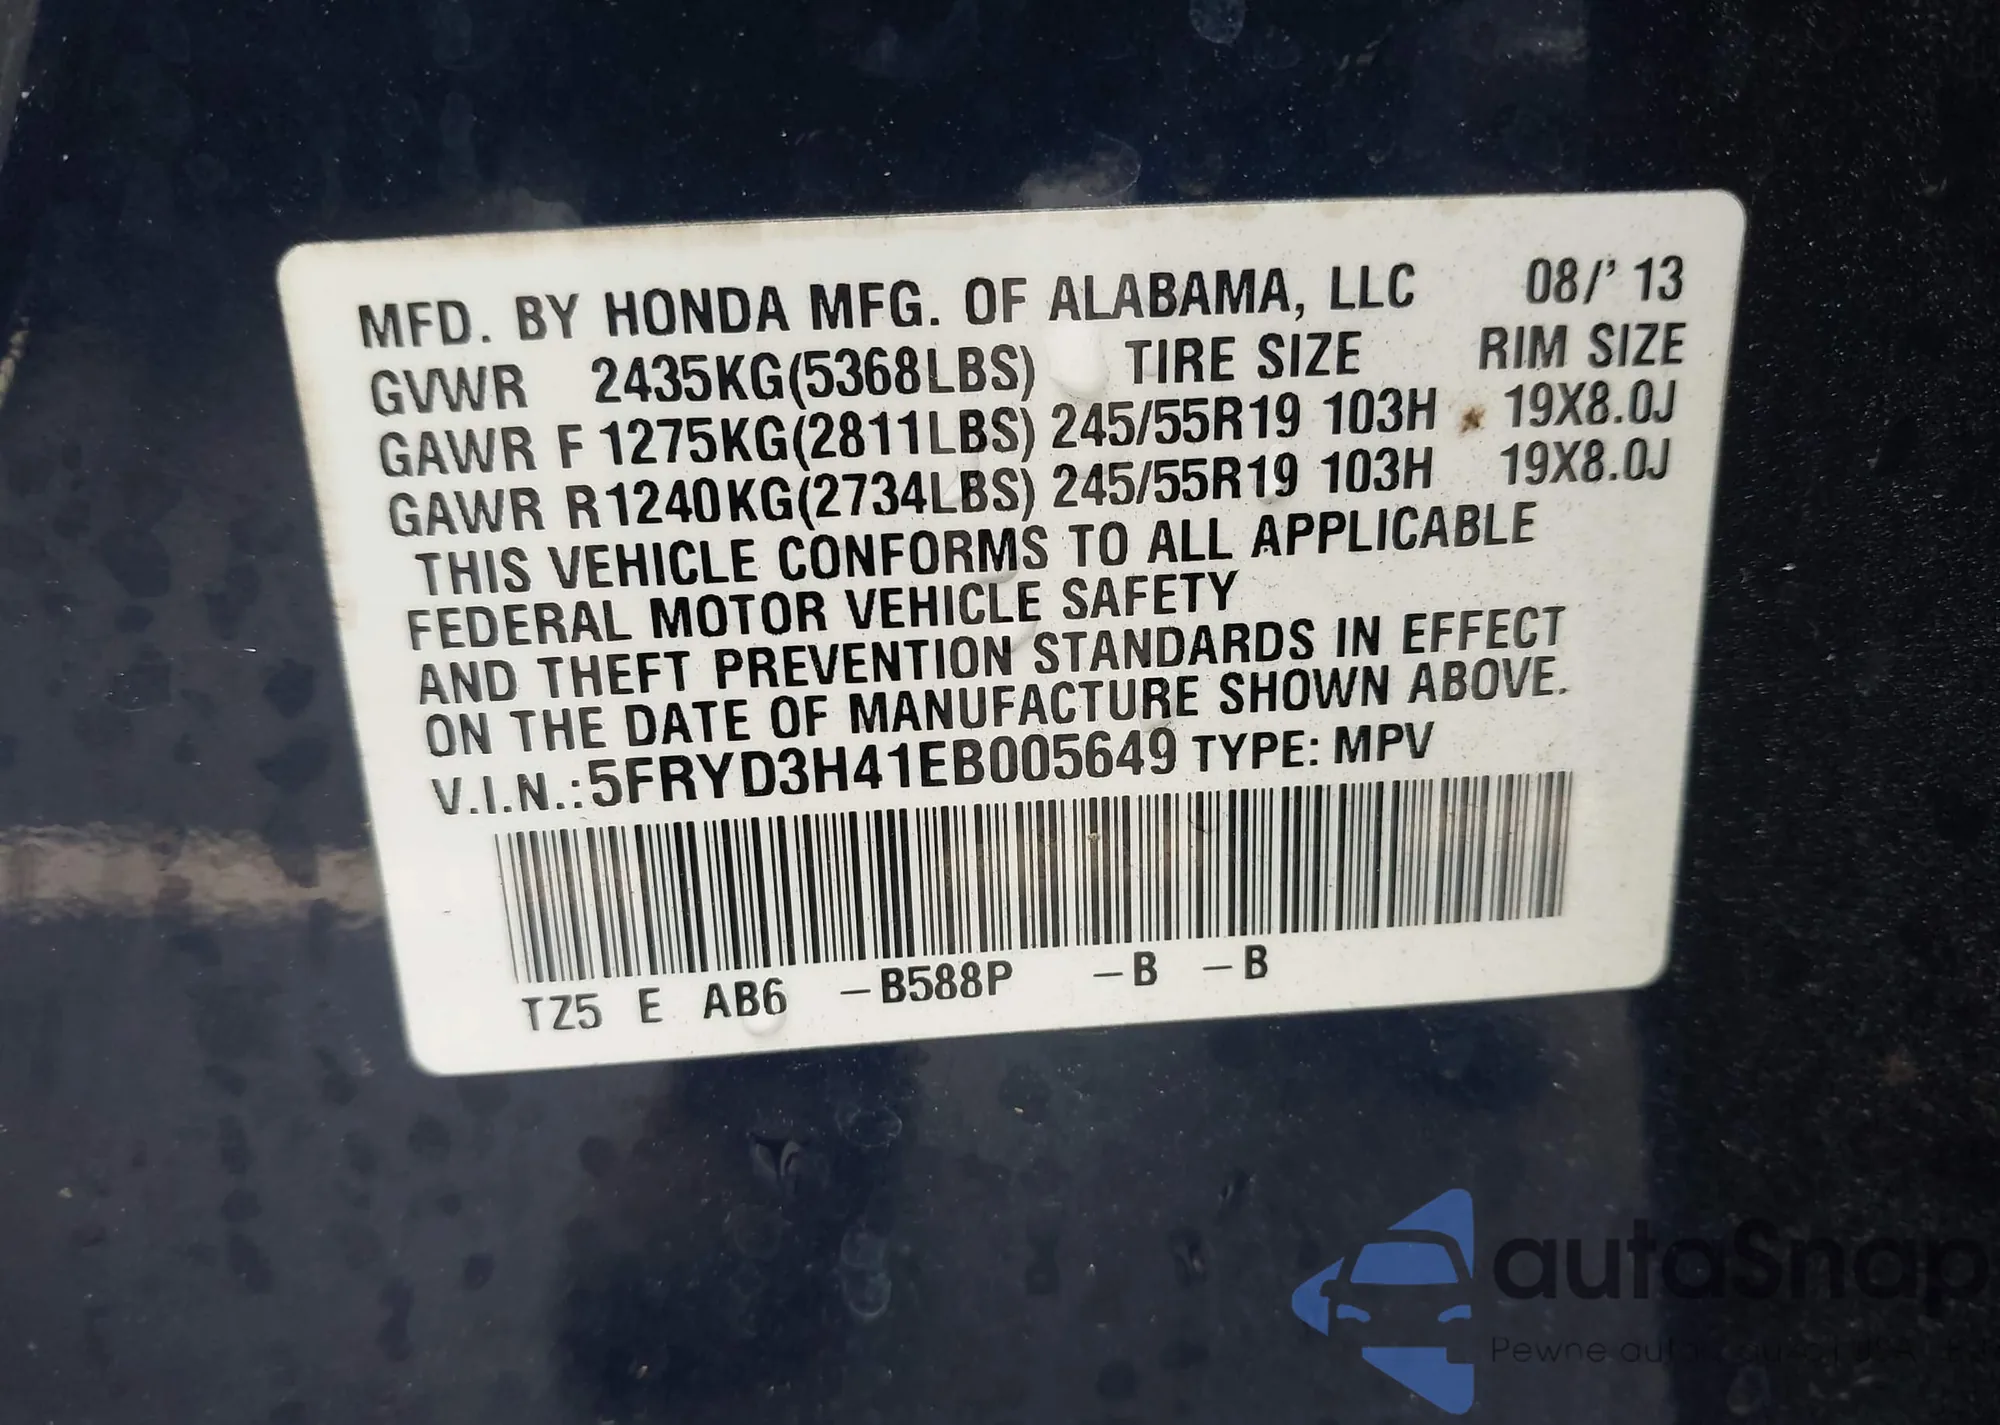 MFD. BY HONDA MFG. OF ALABAMA, LLC 08/' 13
GVWR 2435KG(5368LBS) TIRE SIZE RIM SIZE
GAWR F 1275KG(2811LBS) 245/55R19 103H 19X8.0J
GAWR R 1240KG(2734LBS) 245/55R19 103H 19X8.0J
THIS VEHICLE CONFORMS TO ALL APPLICABLE
FEDERAL MOTOR VEHICLE SAFETY
AND THEFT PREVENTION STANDARDS IN EFFECT
ON THE DATE OF MANUFACTURE SHOWN ABOVE.
V.I.N.:5FRYD3H41EB005649 TYPE: MPV
TZ5 E AB6 –B588P –B –B
autaSnap
Pewne